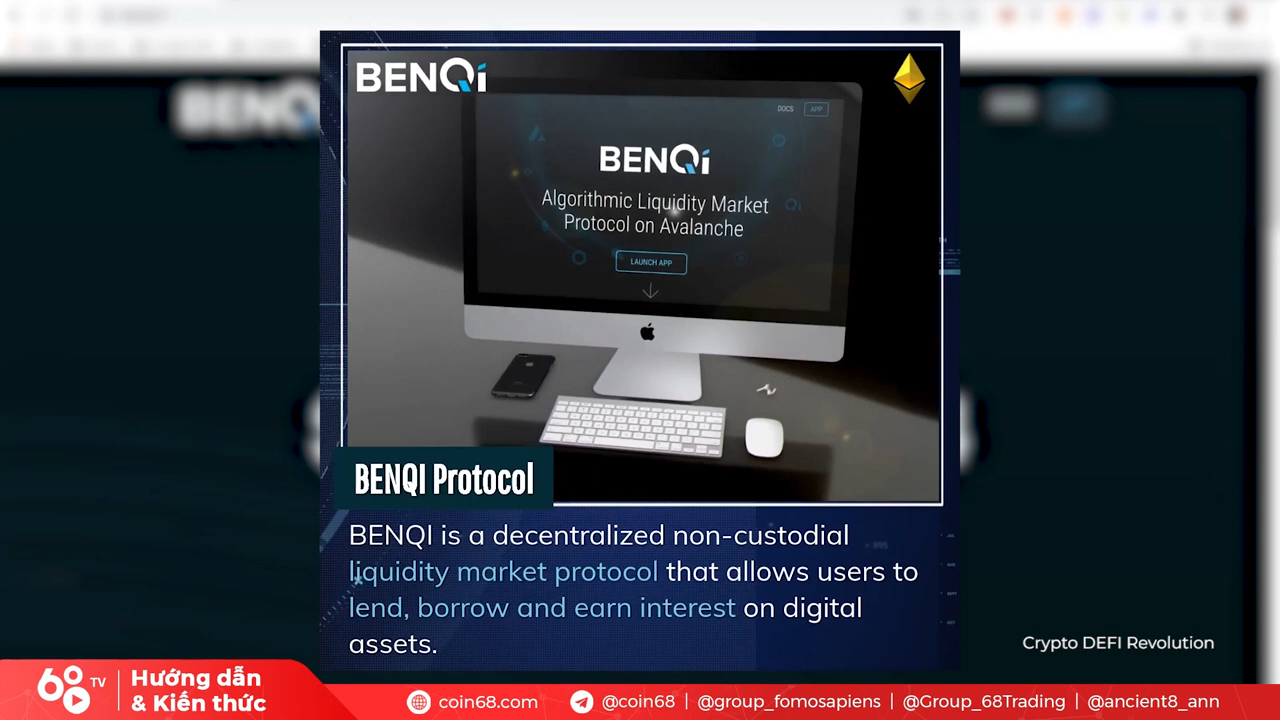 BENQi
DOCS
APP
BENQi
Algorithmic Liquidity Market
Protocol on Avalanche
LAUNCH APP
BENQI Protocol
BENQI is a decentralized non-custodial
liquidity market protocol that allows users to
lend, borrow and earn interest on digital
assets.
Crypto DEFI Revolution
68 TV
Hướng dẫn
& Kiến thức
coin68.com
@coin68 | @group_fomosapiens | @Group_68Trading | @ancient8_ann